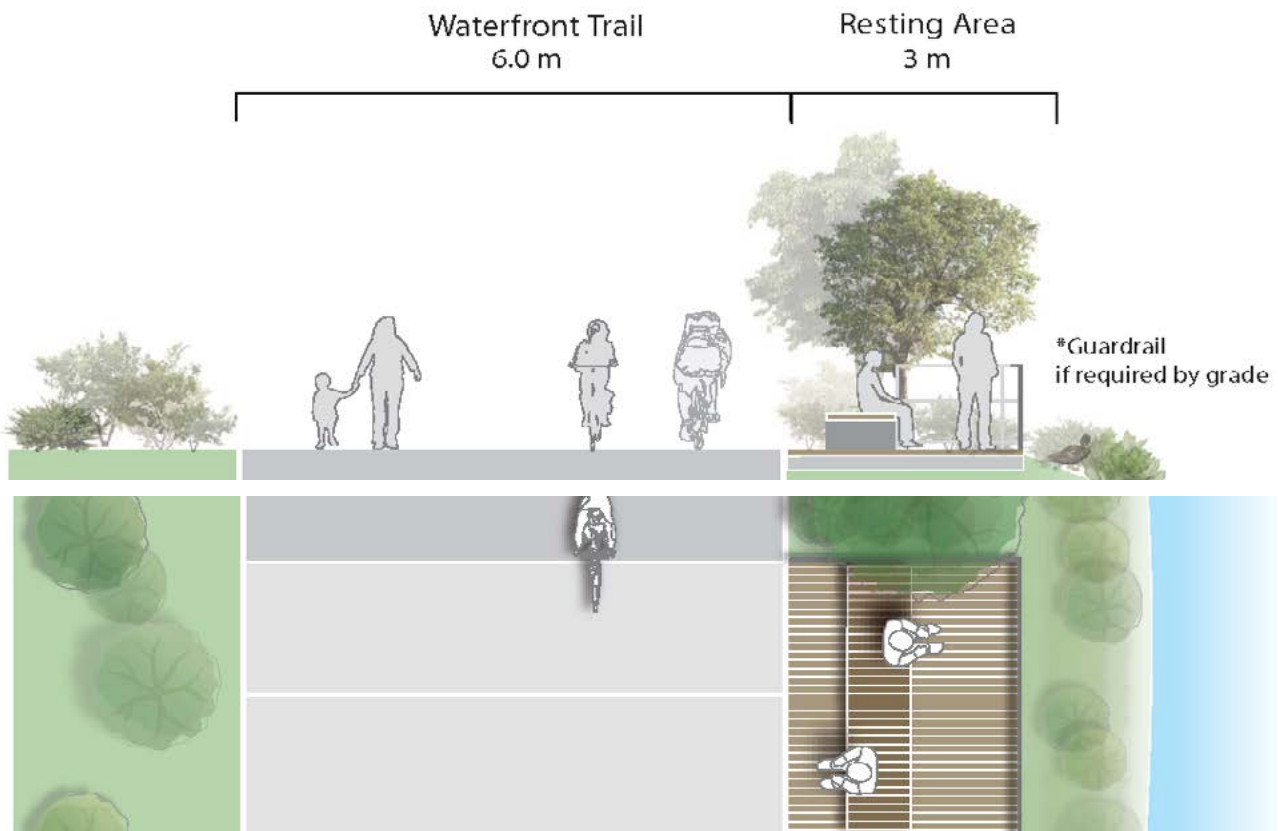 Waterfront Trail
6.0 m
Resting Area
3 m
#Guardrail
if required by grade